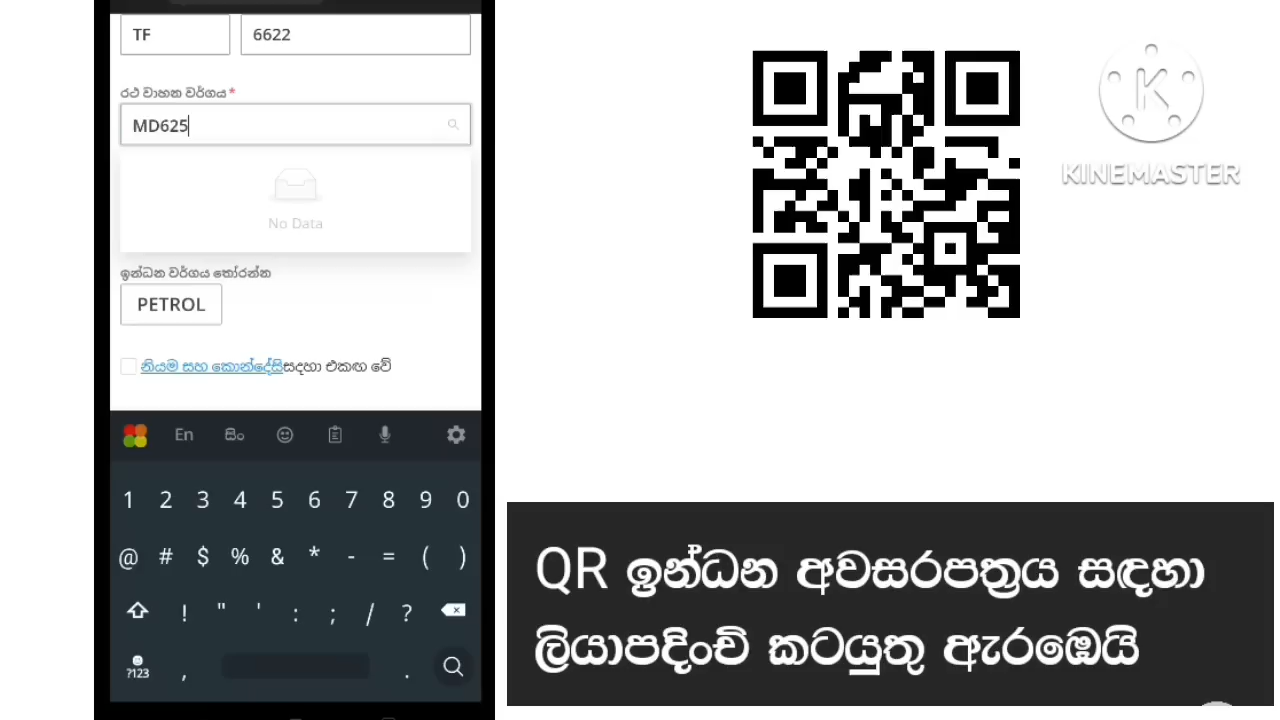 TF 6622
රථ වාහන වර්ගය *
MD625
No Data
ඉන්ධන වර්ගය තෝරන්න
PETROL
නියම සහ කොන්දේසිසදහා එකඟ වේ
En සිං
1 2 3 4 5 6 7 8 9 0
@ # $ % & * - = ( )
! " ' : ; / ?
?123 , .
K
KINEMASTER
QR ඉන්ධන අවසරපත්‍රය සඳහා
ලියාපදිංචි කටයුතු ඇරඹෙයි